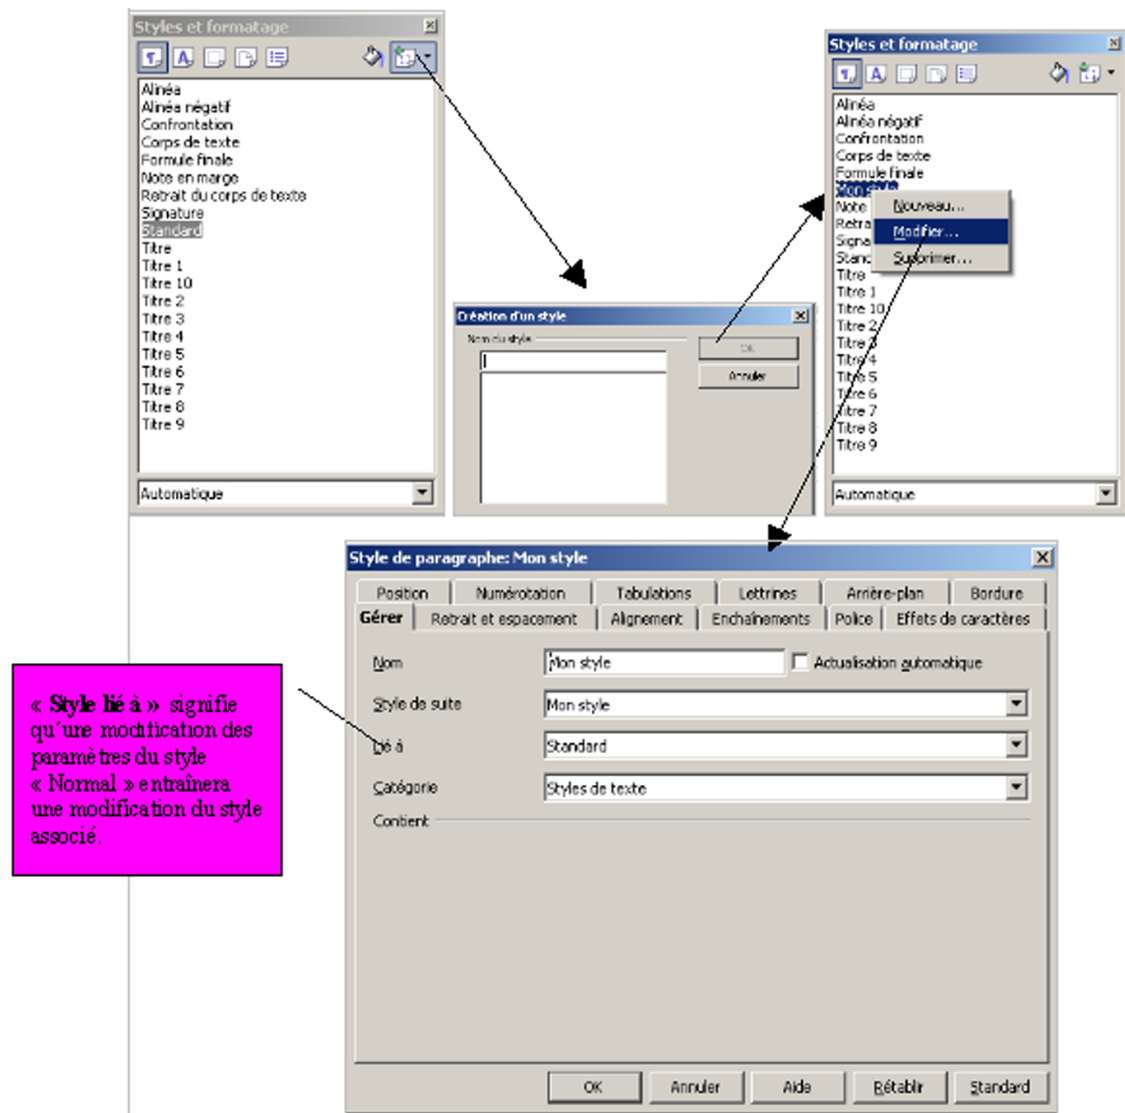 Styles et formatage
Alinéa
Alinéa négatif
Confrontation
Corps de texte
Formule finale
Note en marge
Retrait du corps de texte
Signature
Standard
Titre
Titre 1
Titre 10
Titre 2
Titre 3
Titre 4
Titre 5
Titre 6
Titre 7
Titre 8
Titre 9
Automatique
Création d'un style
Nom du style
OK
Annuler
Styles et formatage
Alinéa
Alinéa négatif
Confrontation
Corps de texte
Formule finale
Mon style
Note
Retra
Signa
Stand
Titre
Titre 1
Titre 10
Titre 2
Titre 3
Titre 4
Titre 5
Titre 6
Titre 7
Titre 8
Titre 9
Nouveau...
Modifier...
Supprimer...
Automatique
Style de paragraphe: Mon style
Position Numérotation Tabulations Lettrines Arrière-plan Bordure
Gérer Retrait et espacement Alignement Enchaînements Police Effets de caractères
Nom Mon style Actualisation automatique
Style de suite Mon style
Lié à Standard
Catégorie Styles de texte
Contient
OK Annuler Aide Rétablir Standard
« Style lié à » signifie
qu´une modification des
paramètres du style
« Normal » entraînera
une modification du style
associé.